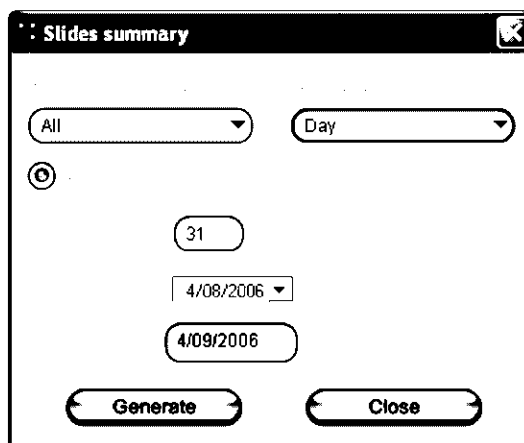 Slides summary
All Day
31
4/08/2006
4/09/2006
Generate Close